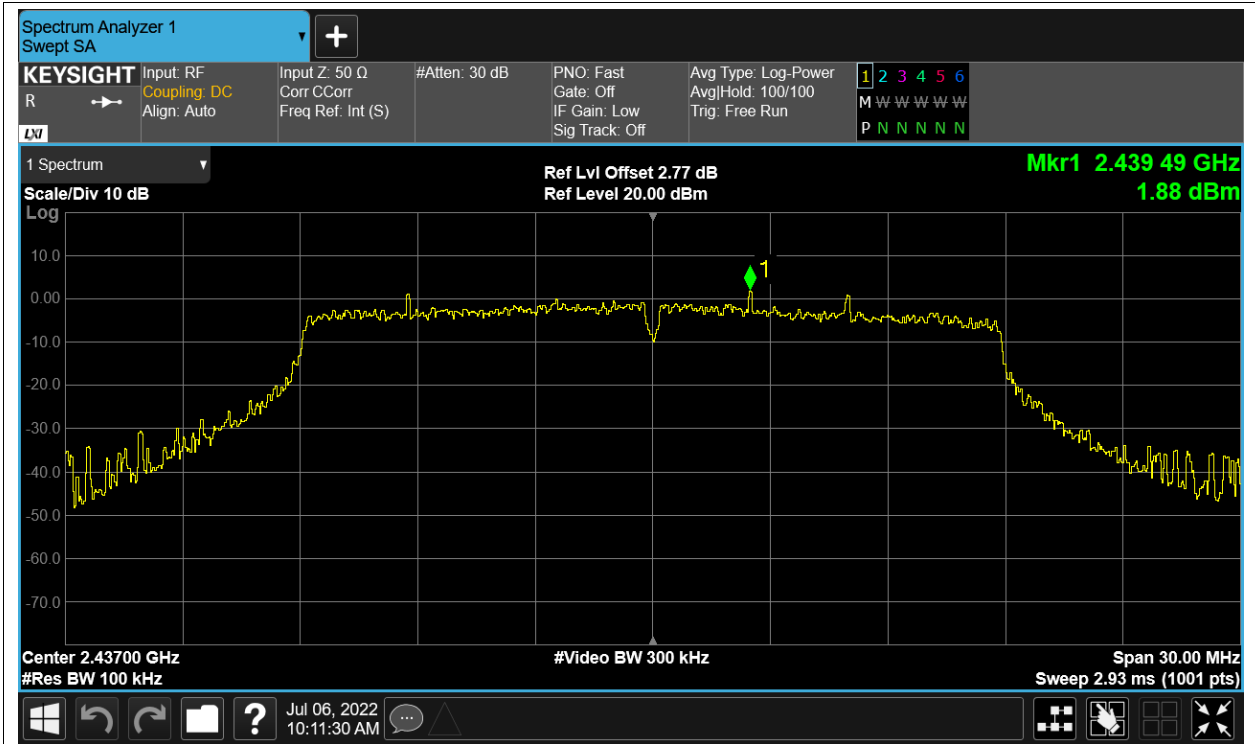 Spectrum Analyzer 1
Swept SA
KEYSIGHT
R
LXI
Input: RF
Coupling: DC
Align: Auto
Input Z: 50 Ω
Corr CCorr
Freq Ref: Int (S)
#Atten: 30 dB
PNO: Fast
Gate: Off
IF Gain: Low
Sig Track: Off
Avg Type: Log-Power
Avg|Hold: 100/100
Trig: Free Run
1 2 3 4 5 6
M W W W W W
P N N N N N
1 Spectrum
Scale/Div 10 dB
Log
Ref Lvl Offset 2.77 dB
Ref Level 20.00 dBm
Mkr1 2.439 49 GHz
1.88 dBm
1
10.0
0.00
-10.0
-20.0
-30.0
-40.0
-50.0
-60.0
-70.0
Center 2.43700 GHz
#Res BW 100 kHz
#Video BW 300 kHz
Span 30.00 MHz
Sweep 2.93 ms (1001 pts)
?
Jul 06, 2022
10:11:30 AM